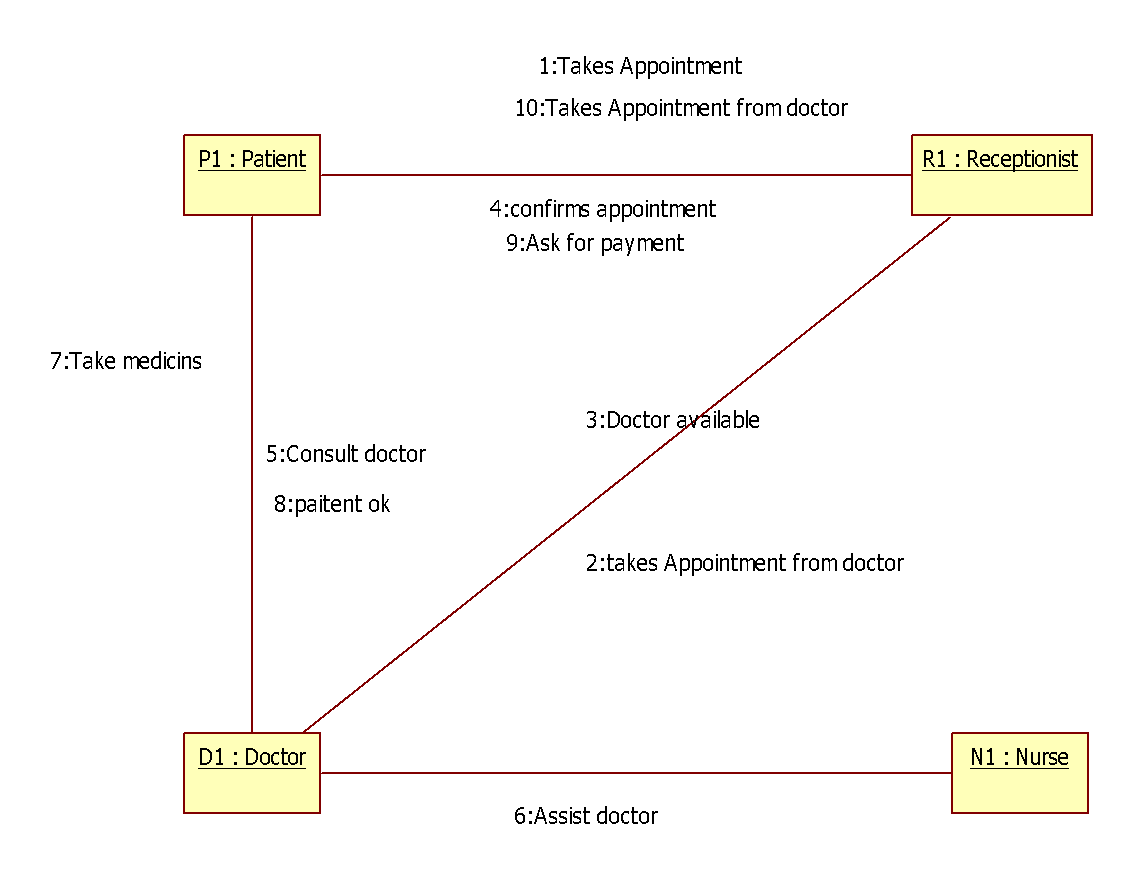 1:Takes Appointment
10:Takes Appointment from doctor
P1 : Patient
R1 : Receptionist
4:confirms appointment
9:Ask for payment
7:Take medicins
3:Doctor available
5:Consult doctor
8:paitent ok
2:takes Appointment from doctor
D1 : Doctor
N1 : Nurse
6:Assist doctor